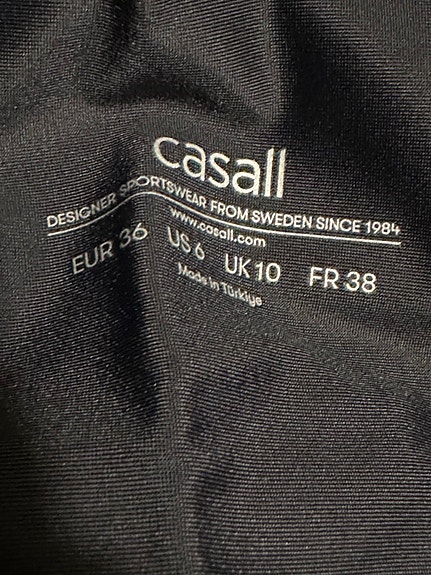 casall
DESIGNER SPORTSWEAR FROM SWEDEN SINCE 1984
www.casall.com
EUR 36 US 6 UK 10 FR 38
Made in Türkiye